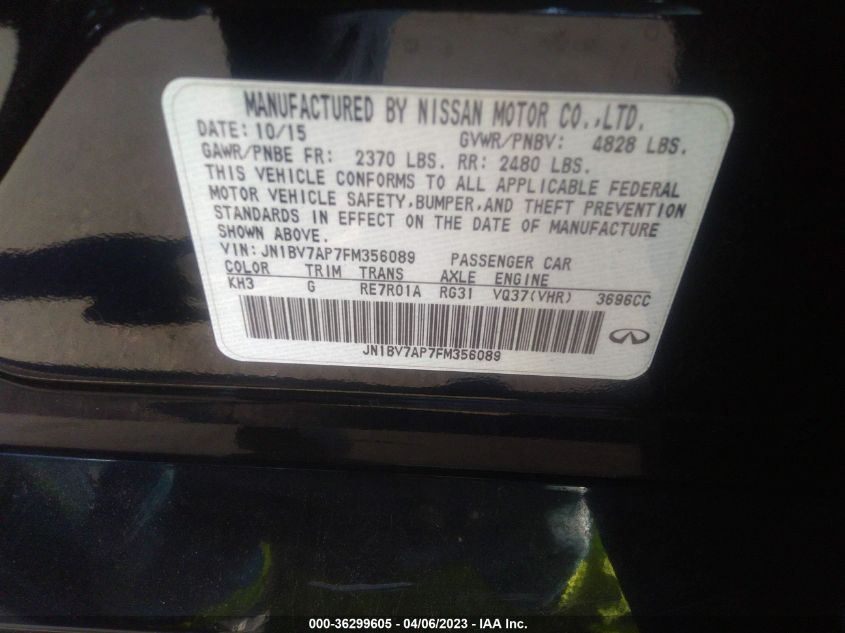 MANUFACTURED BY NISSAN MOTOR CO.,LTD.
DATE: 10/15 GVWR/PNBV: 4828 LBS.
GAWR/PNBE FR: 2370 LBS. RR: 2480 LBS.
THIS VEHICLE CONFORMS TO ALL APPLICABLE FEDERAL
MOTOR VEHICLE SAFETY,BUMPER,AND THEFT PREVENTION
STANDARDS IN EFFECT ON THE DATE OF MANUFACTURE
SHOWN ABOVE.
VIN: JN1BV7AP7FM356089 PASSENGER CAR
COLOR TRIM TRANS AXLE ENGINE
KH3 G RE7R01A RG31 VQ37(VHR) 3696CC
JN1BV7AP7FM356089
000-36299605 - 04/06/2023 - IAA Inc.